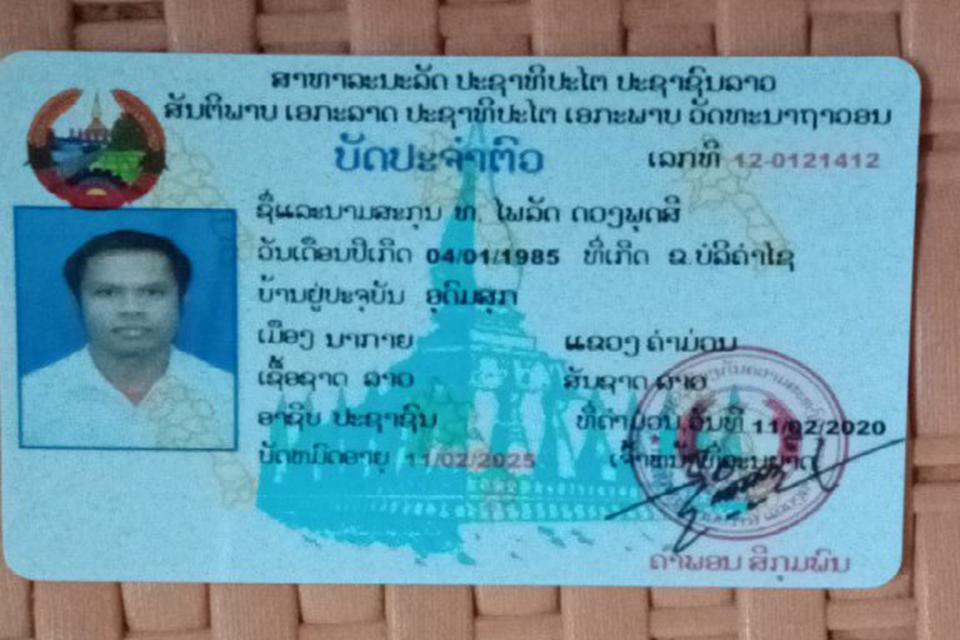 ສາທາລະນະລັດ ປະຊາທິປະໄຕ ປະຊາຊົນລາວ
ສັນຕິພາບ ເອກະລາດ ປະຊາທິປະໄຕ ເອກະພາບ ວັດທະນາຖາວອນ
ບັດປະຈຳຕົວ ເລກທີ 12-0121412
ຊື່ແລະນາມສະກຸນ ທ. ໄພລັດ ດວງພຸດສີ
ວັນເດືອນປີເກີດ 04/01/1985 ທີ່ເກີດ ຂ.ບໍລິຄຳໄຊ
ບ້ານຢູ່ປະຈຸບັນ ອຸດົມສຸກ
ເມືອງ ນາກາຍ ແຂວງ ຄຳມ່ວນ
ເຊື້ອຊາດ ລາວ ສັນຊາດ ລາວ
ອາຊີບ ປະຊາຊົນ ທີ່ຄຳມ່ວນ ວັນທີ 11/02/2020
ບັດຫມົດອາຍຸ 11/02/2025 ເຈົ້າຫນ້າທີ່ອະນຸຍາດ
ຄຳພອນ ສີກຸມພົນ